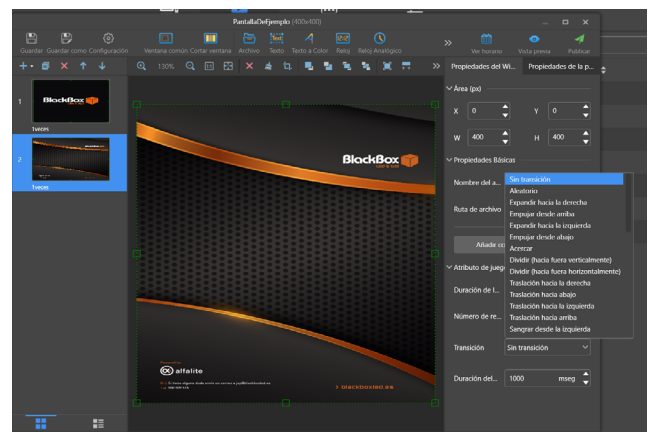 PantallaDeEjemplo (400x400)
Guardar Guardar como Configuración Ventana común Cortar ventana Archivo Texto Texto a Color Reloj Reloj Analógico Ver horario Vista previa Publicar
130%
Propiedades del Wi... Propiedades de la p...
Área (px)
X 0 Y 0
W 400 H 400
Propiedades Básicas
Nombre del a...
Ruta de archivo
Añadir co
Atributo de jueg
Duración de l...
Número de re...
Transición Sin transición
Duración del... 1000 mseg
Sin transición
Aleatorio
Expandir hacia la derecha
Empujar desde arriba
Expandir hacia la izquierda
Empujar desde abajo
Acercar
Dividir (hacia fuera verticalmente)
Dividir (hacia fuera horizontalmente)
Traslación hacia la derecha
Traslación hacia abajo
Traslación hacia la izquierda
Traslación hacia arriba
Sangrar desde la izquierda
1
BlackBox
1veces
2
1veces
BlackBox
alfalite
blackboxled.es